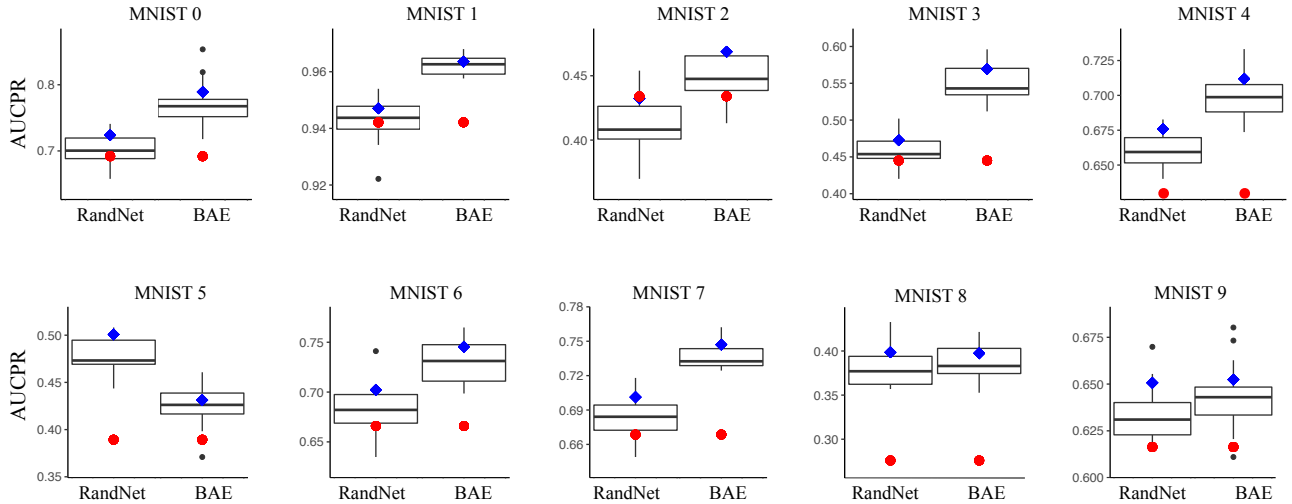 MNIST 0 MNIST 1 MNIST 2 MNIST 3 MNIST 4
AUCPR
0.8
0.7
RandNet BAE
0.96
0.94
0.92
RandNet BAE
0.45
0.40
RandNet BAE
0.60
0.55
0.50
0.45
0.40
RandNet BAE
0.725
0.700
0.675
0.650
RandNet BAE
MNIST 5 MNIST 6 MNIST 7 MNIST 8 MNIST 9
AUCPR
0.50
0.45
0.40
0.35
RandNet BAE
0.75
0.70
0.65
RandNet BAE
0.78
0.74
0.70
0.66
RandNet BAE
0.40
0.35
0.30
RandNet BAE
0.675
0.650
0.625
0.600
RandNet BAE